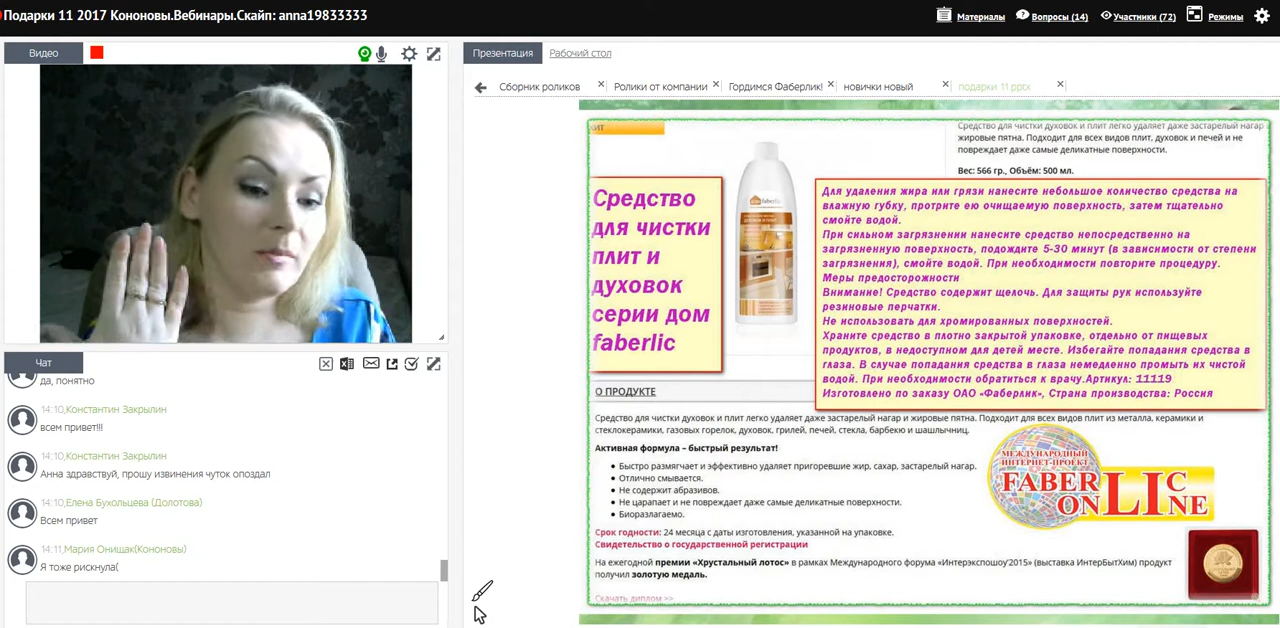 Подарки 11 2017 Кононовы.Вебинары.Скайп: anna19833333
Материалы
Вопросы (14)
Участники (72)
Режимы
Видео
Презентация
Рабочий стол
Сборник роликов
Ролики от компании
Гордимся Фаберлик!
новички новый
подарки 11.pptx
Средство для чистки духовок и плит легко удаляет даже застарелый нагар и
жировые пятна. Подходит для всех видов плит, духовок и печей и не
повреждает даже самые деликатные поверхности.
Вес: 566 гр., Объём: 500 мл.
Средство
для чистки
плит и
духовок
серии дом
faberlic
faberlic
Для удаления жира или грязи нанесите небольшое количество средства на
влажную губку, протрите ею очищаемую поверхность, затем тщательно
смойте водой.
При сильном загрязнении нанесите средство непосредственно на
загрязненную поверхность, подождите 5-30 минут (в зависимости от степени
загрязнения), смойте водой. При необходимости повторите процедуру.
Меры предосторожности
Внимание! Средство содержит щелочь. Для защиты рук используйте
резиновые перчатки.
Не использовать для хромированных поверхностей.
Храните средство в плотно закрытой упаковке, отдельно от пищевых
продуктов, в недоступном для детей месте. Избегайте попадания средства в
глаза. В случае попадания средства в глаза немедленно промыть их чистой
водой. При необходимости обратиться к врачу.Артикул: 11119
Изготовлено по заказу ОАО «Фаберлик», Страна производства: Россия
О ПРОДУКТЕ
Средство для чистки духовок и плит легко удаляет даже застарелый нагар и жировые пятна. Подходит для всех видов плит из металла, керамики и
стеклокерамики, газовых горелок, духовок, грилей, печей, стекла, барбекю и шашлычниц.
Активная формула – быстрый результат!
Быстро размягчает и эффективно удаляет пригоревшие жир, сахар, застарелый нагар.
Отлично смывается.
Не содержит абразивов.
Не царапает и не повреждает даже самые деликатные поверхности.
Биоразлагаемо.
Срок годности: 24 месяца с даты изготовления, указанной на упаковке.
Свидетельство о государственной регистрации
На ежегодной премии «Хрустальный лотос» в рамках Международного форума «Интерэкспошоу'2015» (выставка ИнтерБытХим) продукт
получил золотую медаль.
Скачать диплом >>
МЕЖДУНАРОДНЫЙ
ИНТЕРНЕТ-ПРОЕКТ
FABERLIC
ONLINE
Чат
да, понятно
14:10,Константин Закрылин
всем привет!!!
14:10,Константин Закрылин
Анна здравствуй, прошу извинения чуток опоздал
14:10,Елена Бухольцева (Долотова)
Всем привет
14:11,Мария Онищак(Кононовы)
Я тоже рискнула(